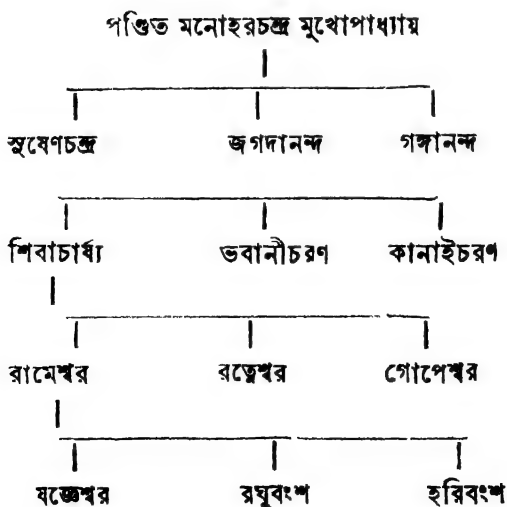 পণ্ডিত মনোহরচন্দ্র মুখোপাধ্যায়
সুষেণচন্দ্র জগদানন্দ গঙ্গানন্দ
শিবাচার্য্য ভবানীচরণ কানাইচরণ
রামেশ্বর রত্নেশ্বর গোপেশ্বর
যজ্ঞেশ্বর রঘুবংশ হরিবংশ